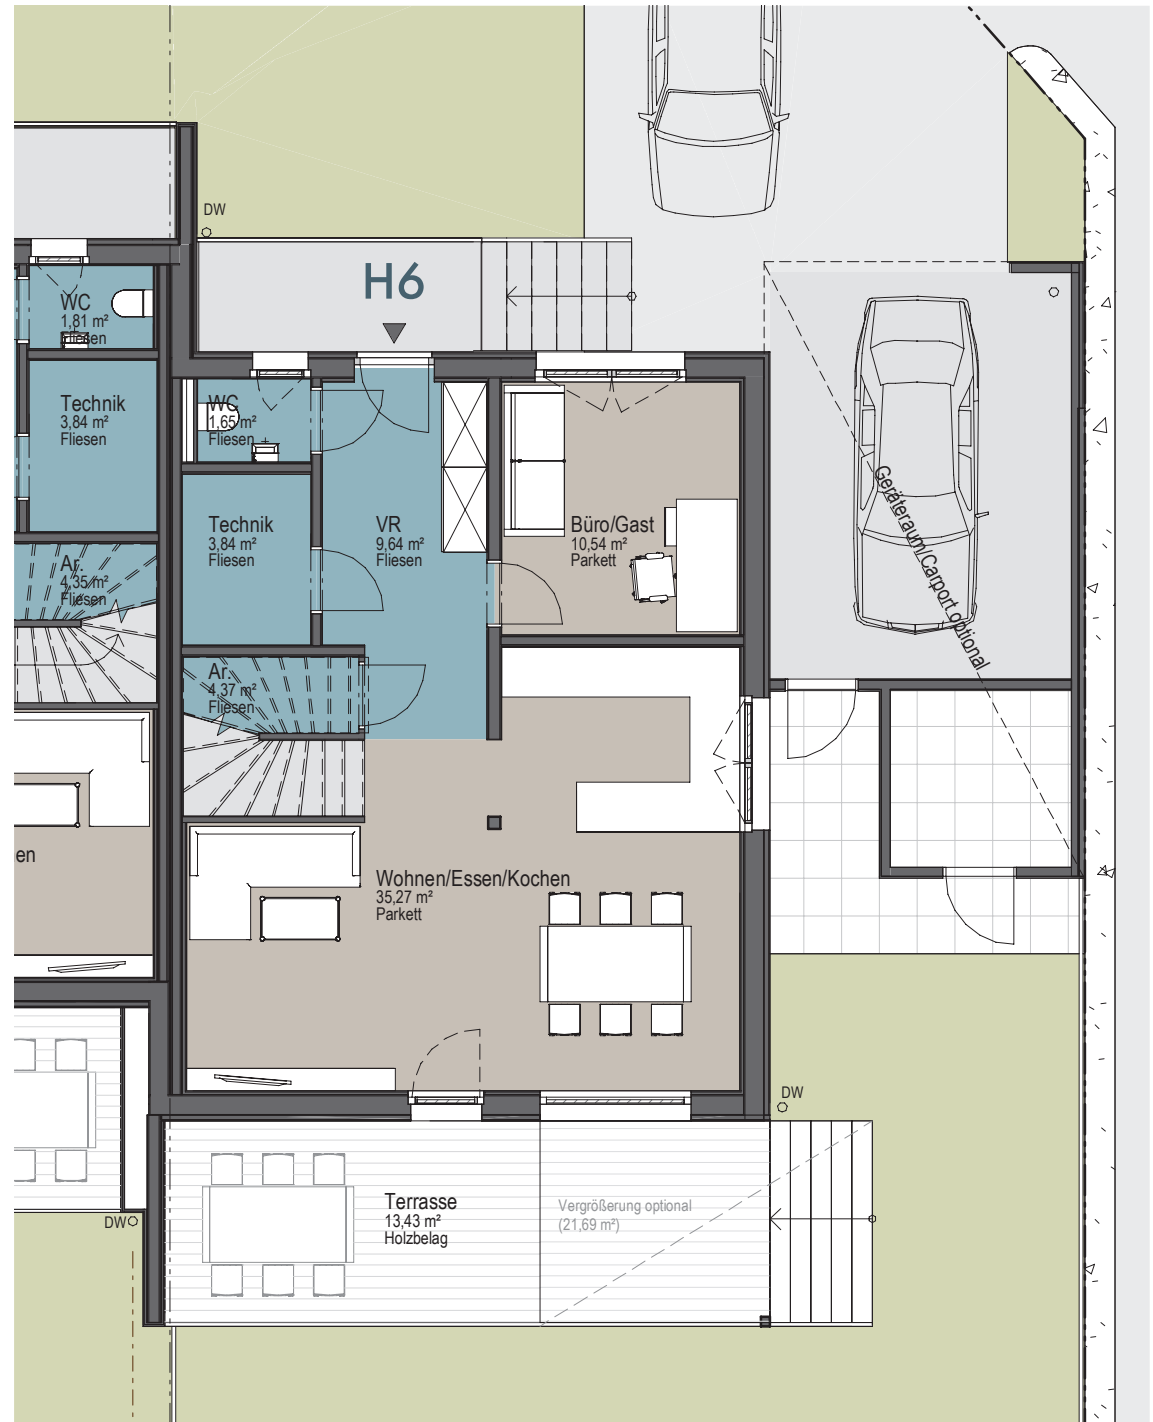 DW
H6
WC
1,81 m²
Fliesen
Technik
3,84 m²
Fliesen
WC
1,65 m²
Fliesen
Technik
3,84 m²
Fliesen
VR
9,64 m²
Fliesen
Büro/Gast
10,54 m²
Parkett
Geräteraum/Carport optional
Ar.
4,35 m²
Fliesen
Ar.
4,37 m²
Fliesen
en
Wohnen/Essen/Kochen
35,27 m²
Parkett
DW
Terrasse
13,43 m²
Holzbelag
Vergrößerung optional
(21,69 m²)
DW